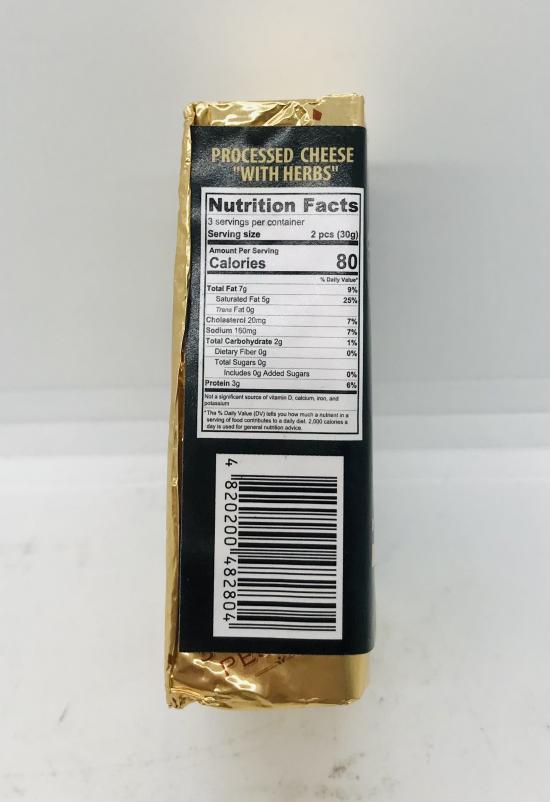 PROCESSED CHEESE
"WITH HERBS"
Nutrition Facts
3 servings per container
Serving size 2 pcs (30g)
Amount Per Serving
Calories 80
% Daily Value*
Total Fat 7g 9%
Saturated Fat 5g 25%
Trans Fat 0g
Cholesterol 20mg 7%
Sodium 160mg 7%
Total Carbohydrate 2g 1%
Dietary Fiber 0g 0%
Total Sugars 0g
Includes 0g Added Sugars 0%
Protein 3g 6%
Not a significant source of vitamin D, calcium, iron, and
potassium
*The % Daily Value (DV) tells you how much a nutrient in a
serving of food contributes to a daily diet. 2,000 calories a
day is used for general nutrition advice.
4 820200 482804